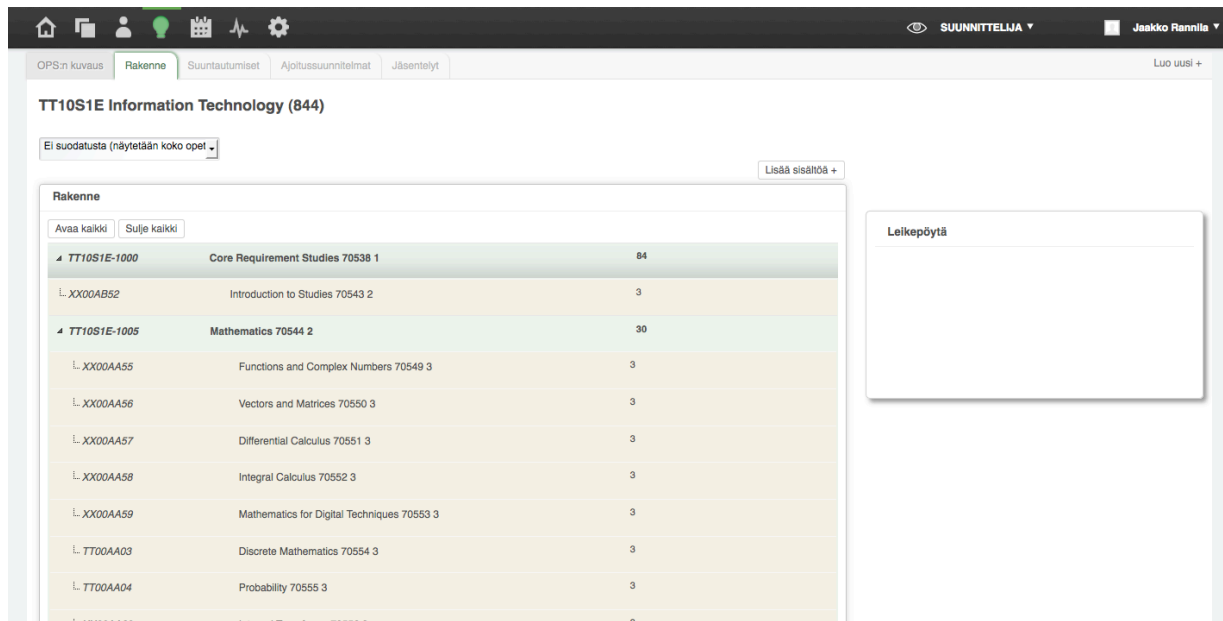 SUUNNITTELIJA ▼ Jaakko Rannila ▼
OPS:n kuvaus Rakenne Suuntautumiset Ajoitussuunnitelmat Jäsentelyt Luo uusi +
TT10S1E Information Technology (844)
Ei suodatusta (näytetään koko opet
Lisää sisältöä +
Rakenne
Avaa kaikki Sulje kaikki
Leikepöytä
TT10S1E-1000 Core Requirement Studies 70538 1 84
XX00AB52 Introduction to Studies 70543 2 3
TT10S1E-1005 Mathematics 70544 2 30
XX00AA55 Functions and Complex Numbers 70549 3 3
XX00AA56 Vectors and Matrices 70550 3 3
XX00AA57 Differential Calculus 70551 3 3
XX00AA58 Integral Calculus 70552 3 3
XX00AA59 Mathematics for Digital Techniques 70553 3 3
TT00AA03 Discrete Mathematics 70554 3 3
TT00AA04 Probability 70555 3 3